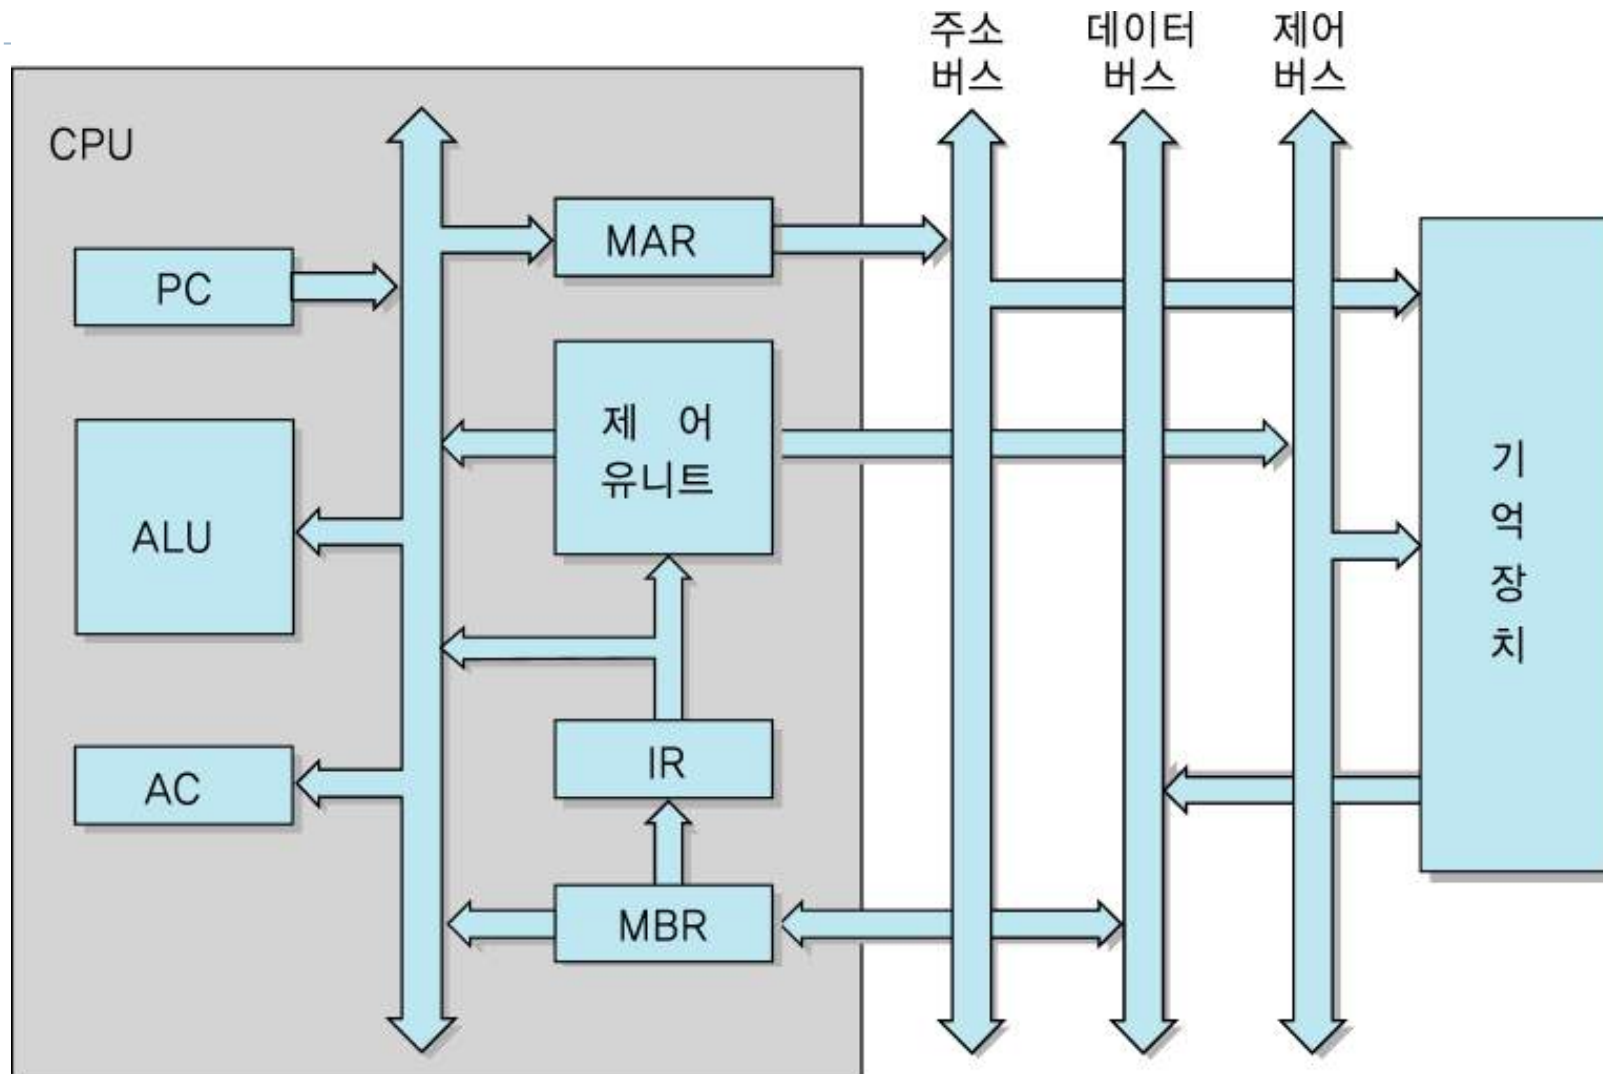 주소
버스
데이터
버스
제어
버스
CPU
MAR
PC
제 어
유니트
ALU
기
억
장
치
IR
AC
MBR